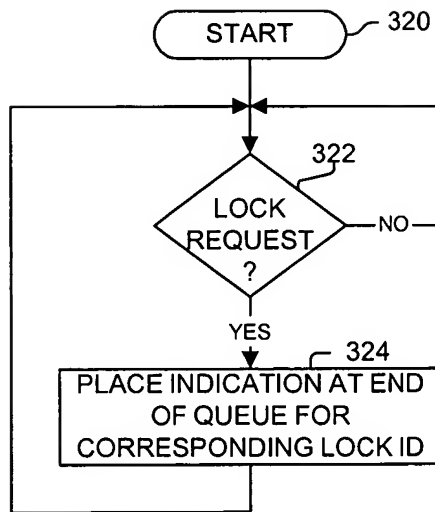 START
320
322
LOCK
REQUEST
?
NO
YES
324
PLACE INDICATION AT END
OF QUEUE FOR
CORRESPONDING LOCK ID